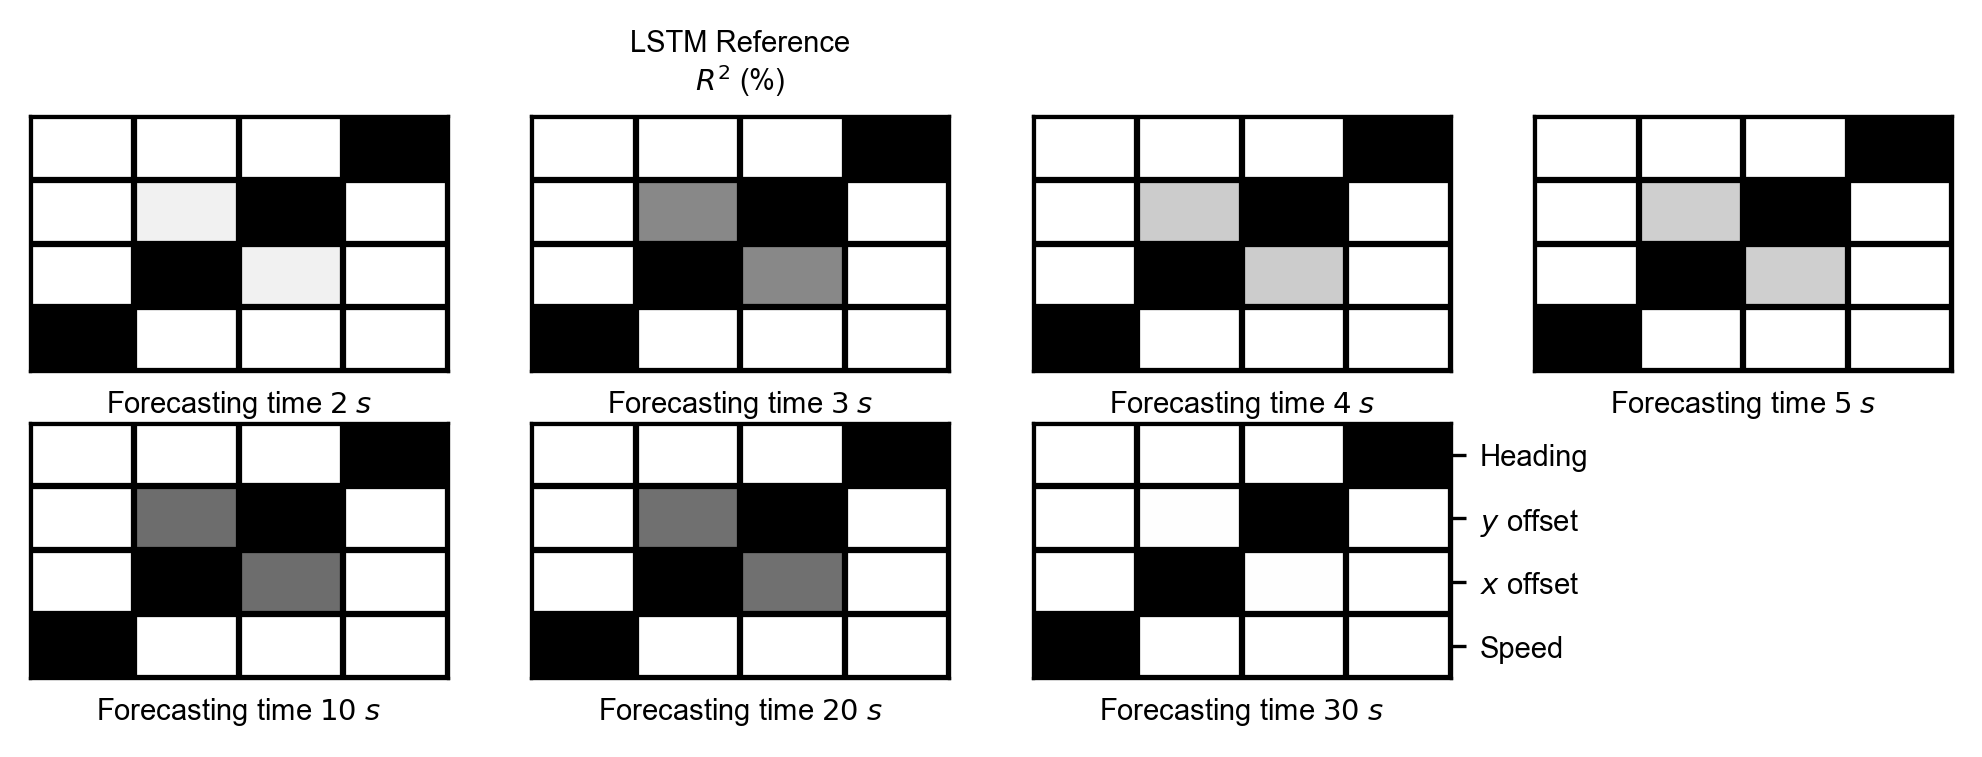 LSTM Reference
R² (%)
Forecasting time 2 s
Forecasting time 3 s
Forecasting time 4 s
Forecasting time 5 s
Heading
y offset
x offset
Speed
Forecasting time 10 s
Forecasting time 20 s
Forecasting time 30 s